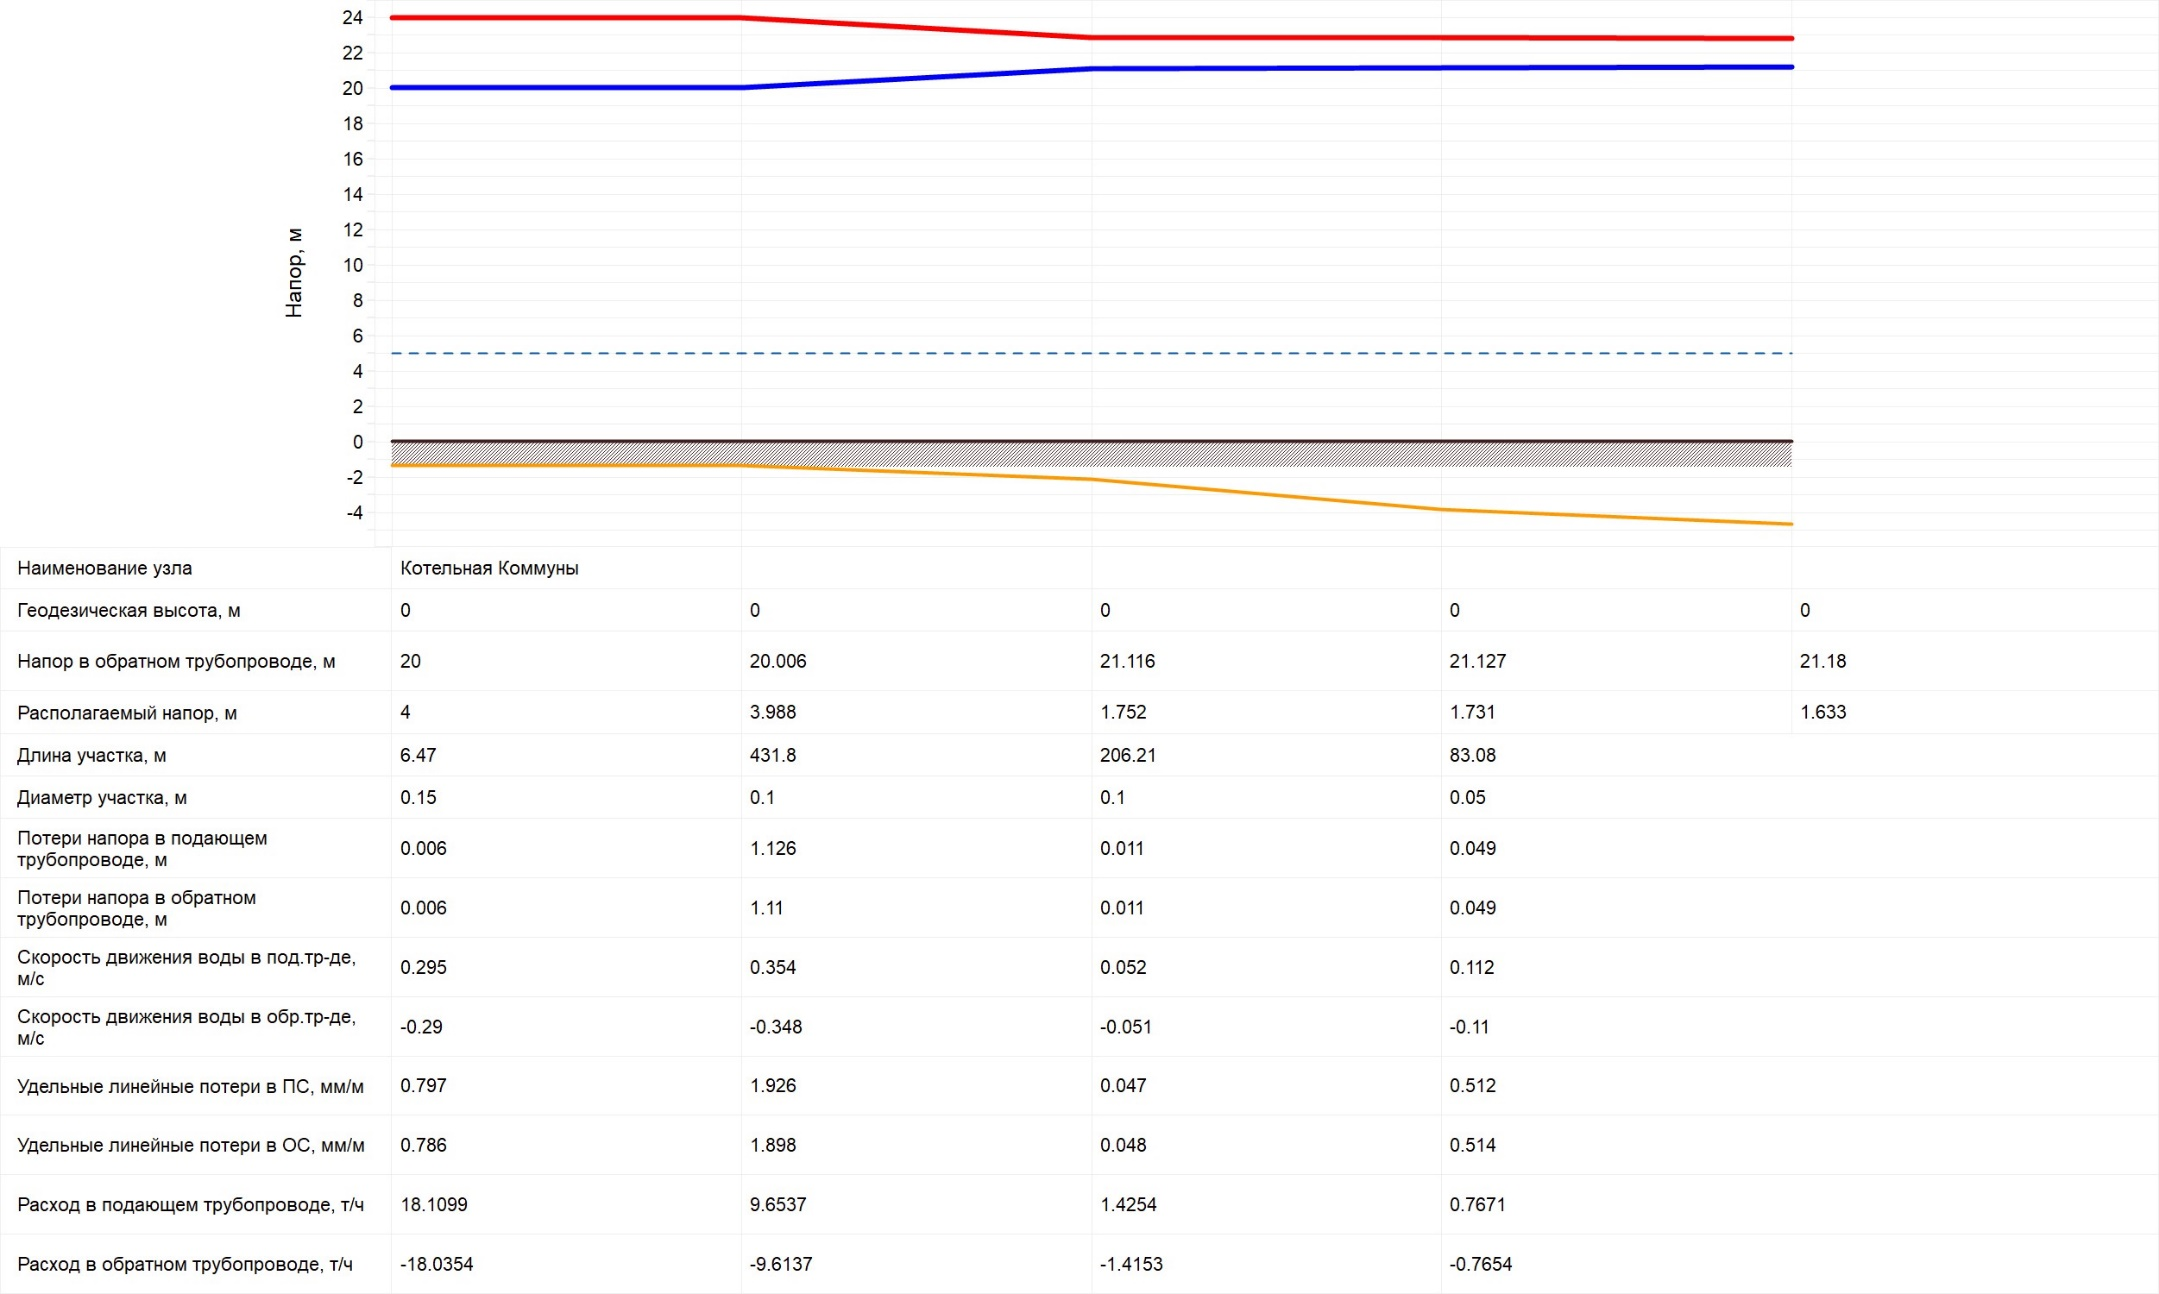 24
22
20
18
16
14
12
10
8
6
4
2
0
-2
-4
Напор, м
Наименование узла Котельная Коммуны
Геодезическая высота, м 0 0 0 0 0
Напор в обратном трубопроводе, м 20 20.006 21.116 21.127 21.18
Располагаемый напор, м 4 3.988 1.752 1.731 1.633
Длина участка, м 6.47 431.8 206.21 83.08
Диаметр участка, м 0.15 0.1 0.1 0.05
Потери напора в подающем
трубопроводе, м 0.006 1.126 0.011 0.049
Потери напора в обратном
трубопроводе, м 0.006 1.11 0.011 0.049
Скорость движения воды в под.тр-де,
м/с 0.295 0.354 0.052 0.112
Скорость движения воды в обр.тр-де,
м/с -0.29 -0.348 -0.051 -0.11
Удельные линейные потери в ПС, мм/м 0.797 1.926 0.047 0.512
Удельные линейные потери в ОС, мм/м 0.786 1.898 0.048 0.514
Расход в подающем трубопроводе, т/ч 18.1099 9.6537 1.4254 0.7671
Расход в обратном трубопроводе, т/ч -18.0354 -9.6137 -1.4153 -0.7654